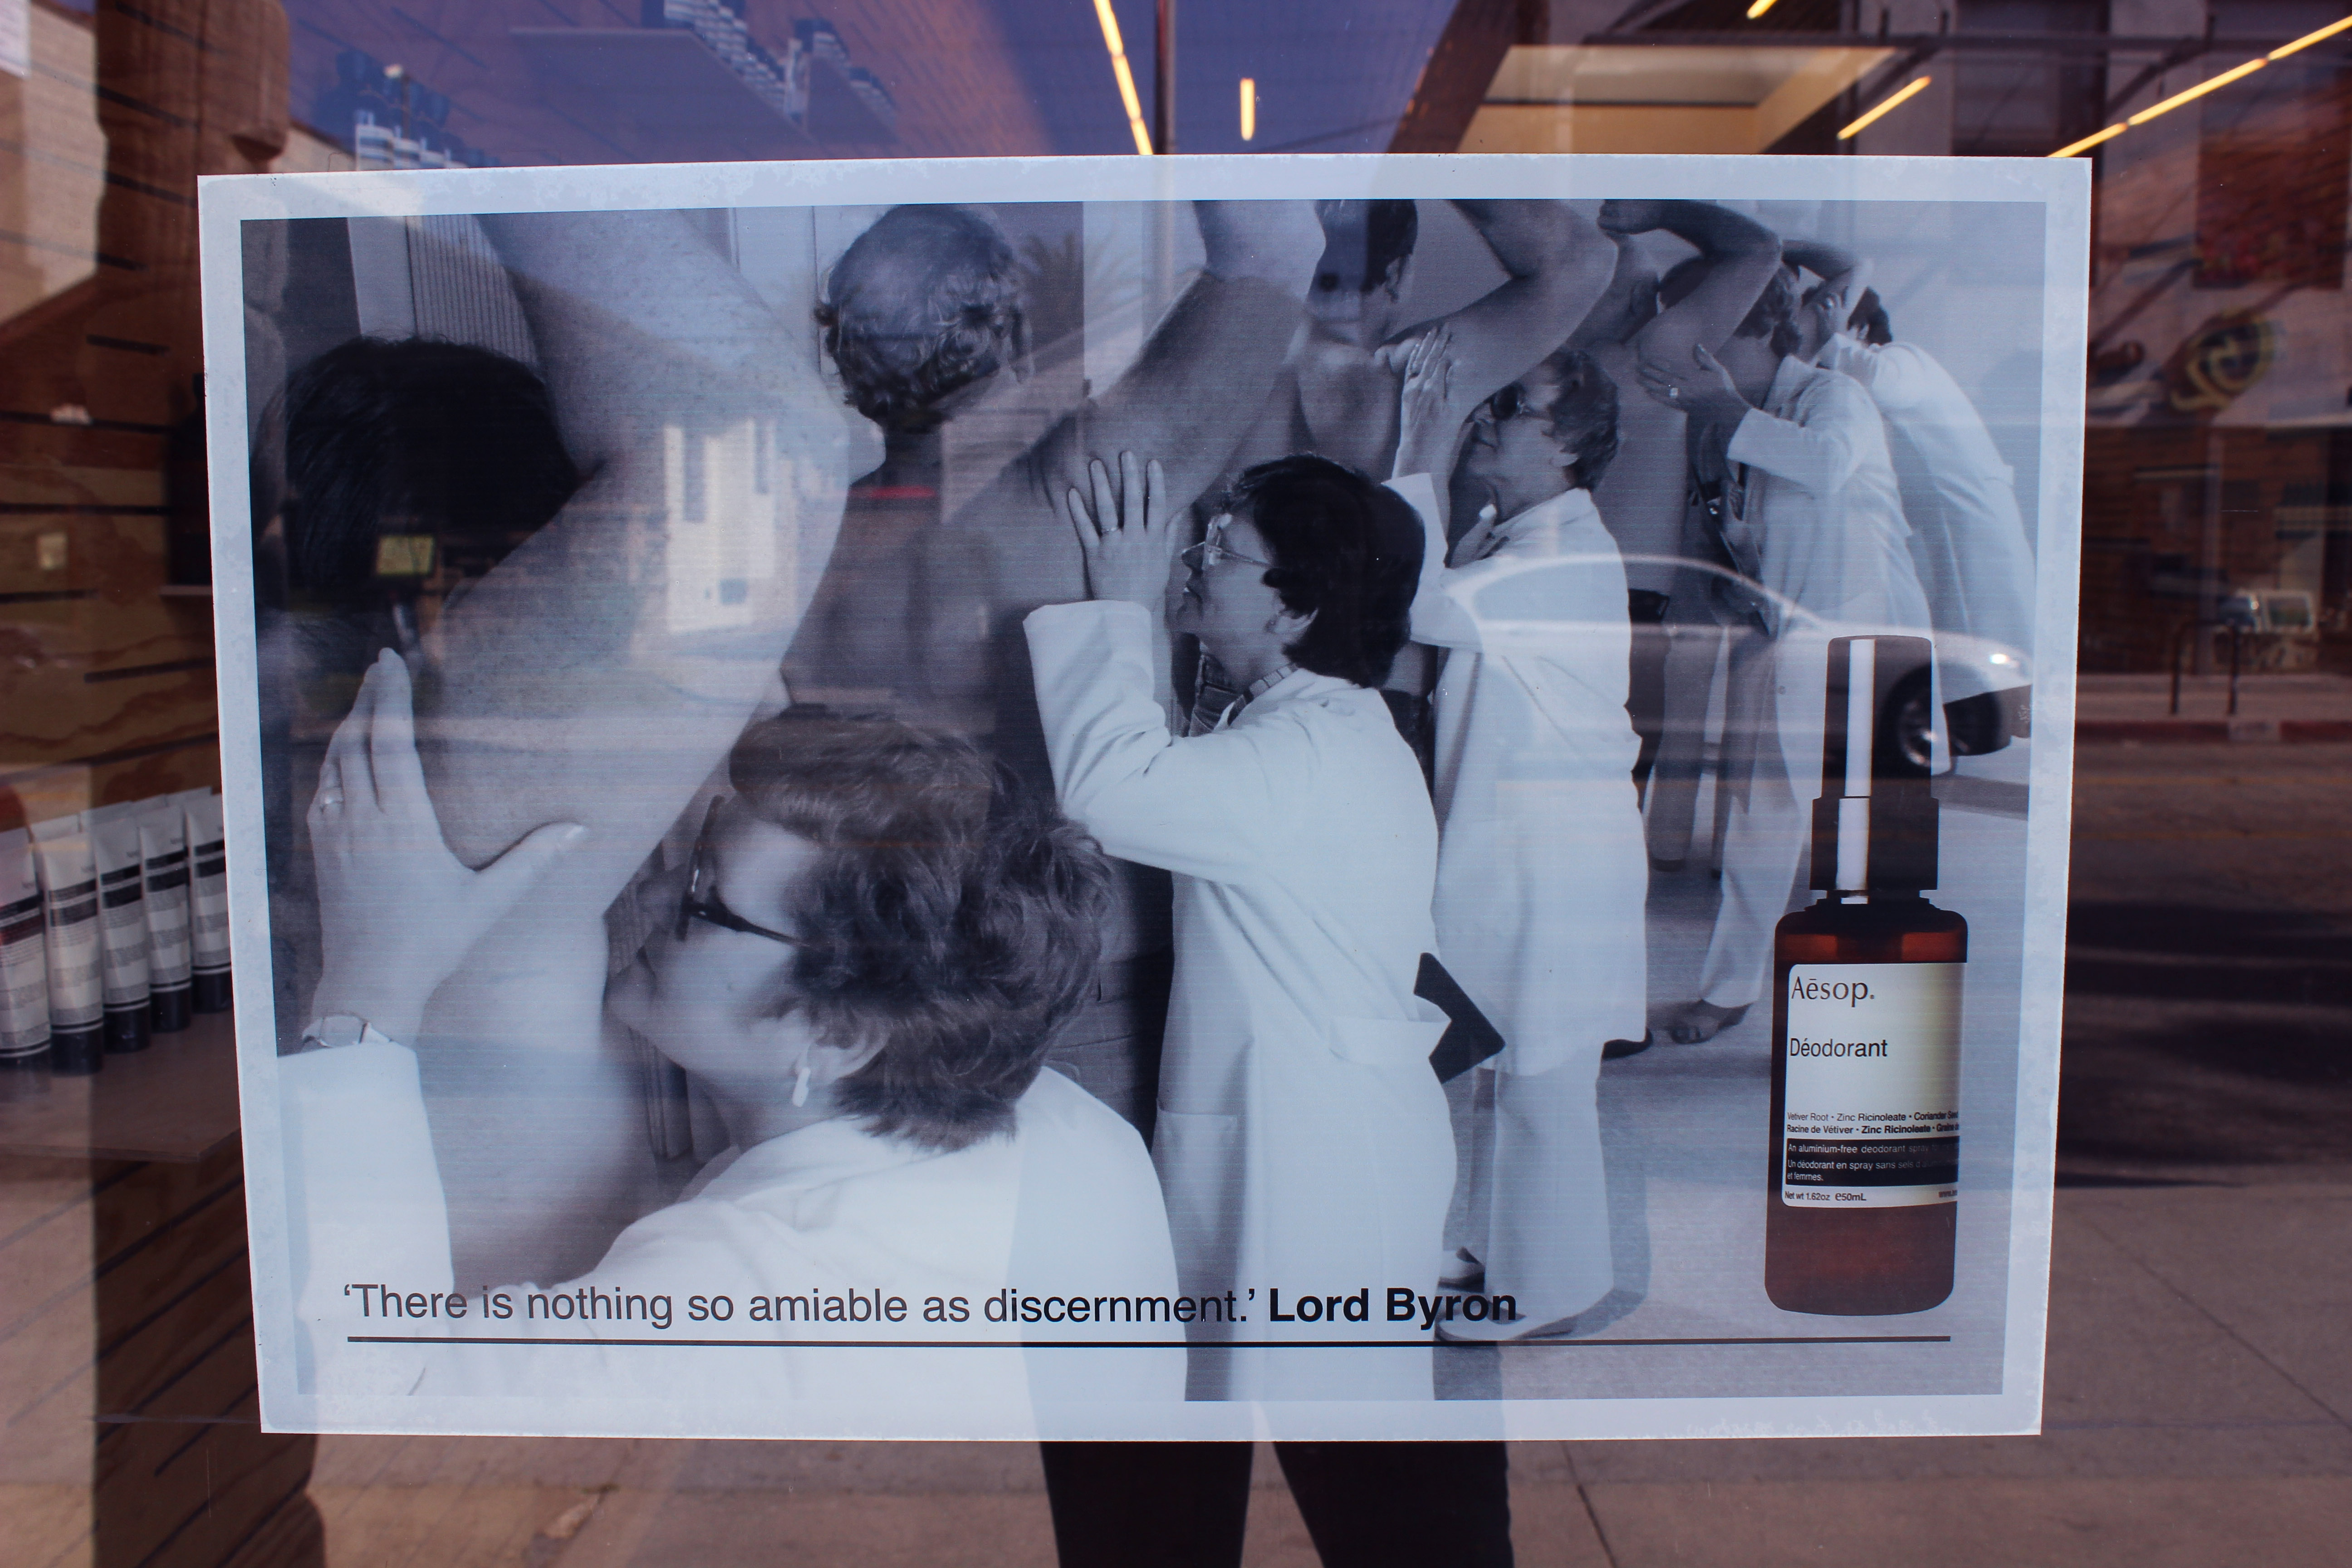 Aēsop.
Déodorant
Vetiver Root • Zinc Ricinoleate • Coriander
Racine de Vétiver • Zinc Ricinoleate •
An aluminium-free deodorant spray
Un déodorant en spray sans sels
et femmes.
Net wt 1.62oz ℮50mL
‘There is nothing so amiable as discernment.’ Lord Byron